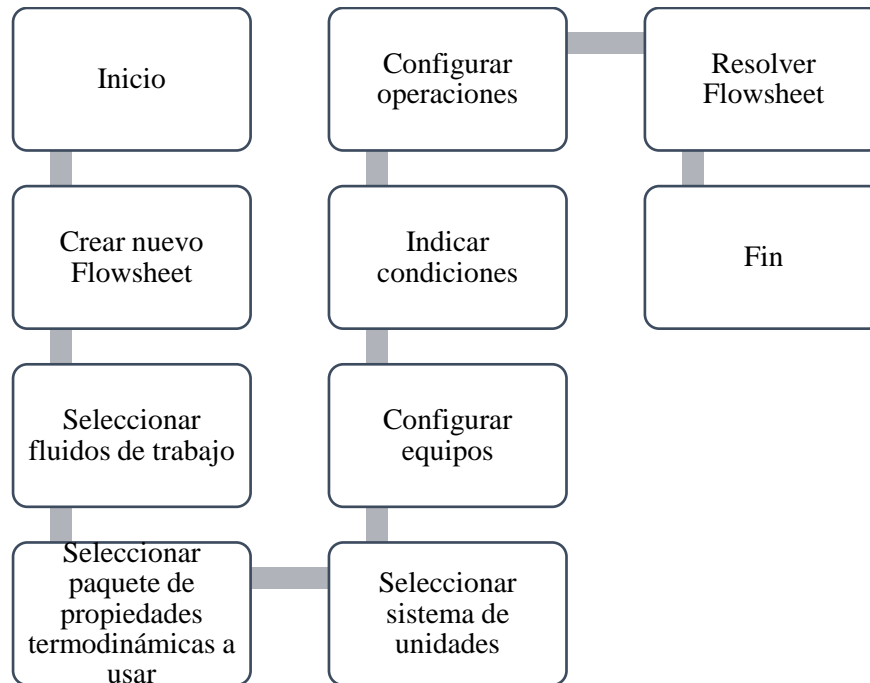 Inicio
Crear nuevo
Flowsheet
Seleccionar
fluidos de trabajo
Seleccionar
paquete de
propiedades
termodinámicas a
usar
Seleccionar
sistema de
unidades
Configurar
equipos
Indicar
condiciones
Configurar
operaciones
Resolver
Flowsheet
Fin